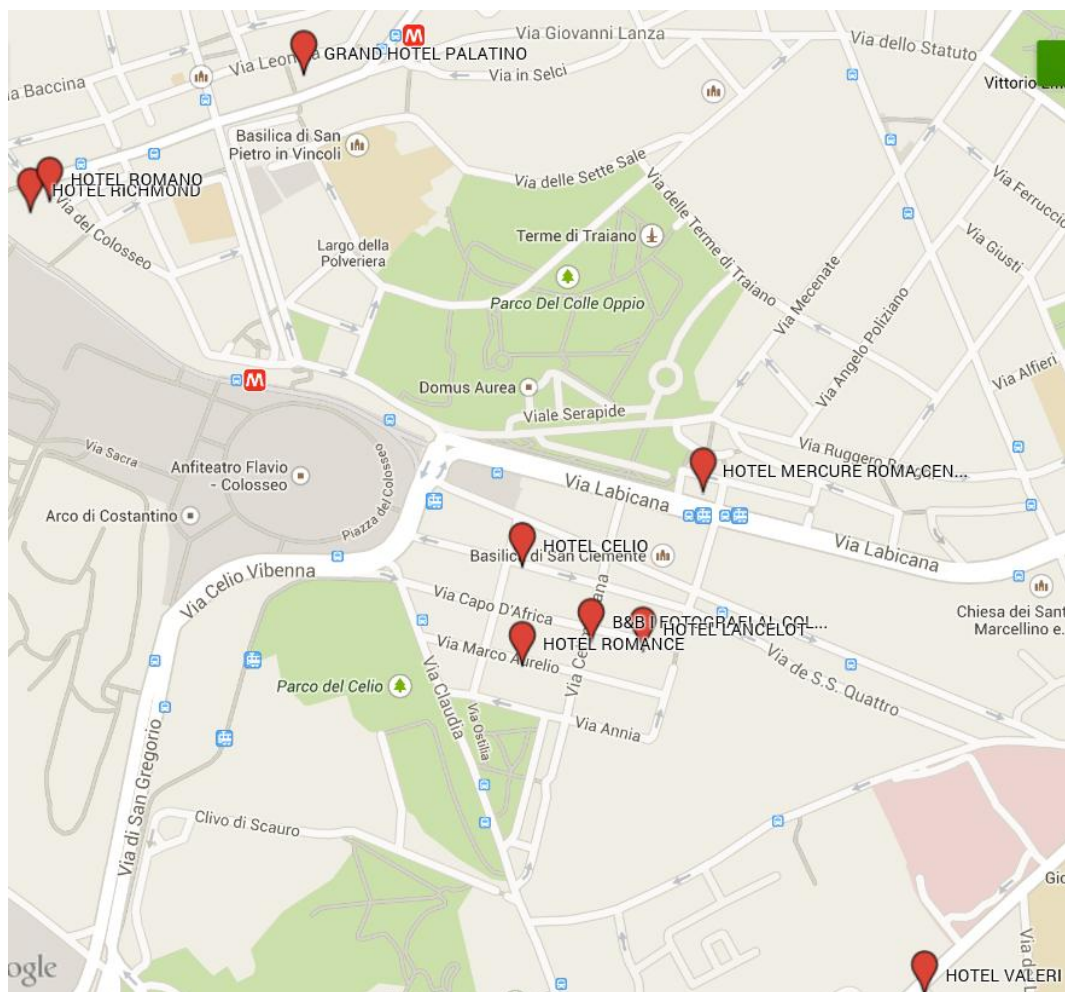 Via Giovanni Lanza
Via dello Statuto
GRAND HOTEL PALATINO
M
Via Leon
Via in Selci
Via Baccina
Vittorio Em
Basilica di San
Pietro in Vincoli
HOTEL ROMANO
HOTEL RICHMOND
Via delle Sette Sale
Via Ferruccio
Via del Colosseo
Via delle Terme di Traiano
Terme di Traiano
Via Giusti
Largo della
Polveriera
Parco Del Colle Oppio
Via Mecenate
Via Angelo Poliziano
Via Alfieri
M
Domus Aurea
Viale Serapide
Via Ruggero
Via Sacra
Anfiteatro Flavio
- Colosseo
Piazza del Colosseo
HOTEL MERCURE ROMA CEN...
Via Labicana
Arco di Costantino
HOTEL CELIO
Basilica di San Clemente
Via Labicana
Via Celio Vibenna
Via Capo D'Africa
Chiesa dei Sant
Marcellino e.
B&B I FOTOGRAFI AL COL...
HOTEL LANCELOT
HOTEL ROMANCE
Via Marco Aurelio
Via de S.S. Quattro
Parco del Celio
Via Claudia
Via Ostilia
Via Annia
Via di San Gregorio
Clivo di Scauro
Gio
Via de
ogle
HOTEL VALERI